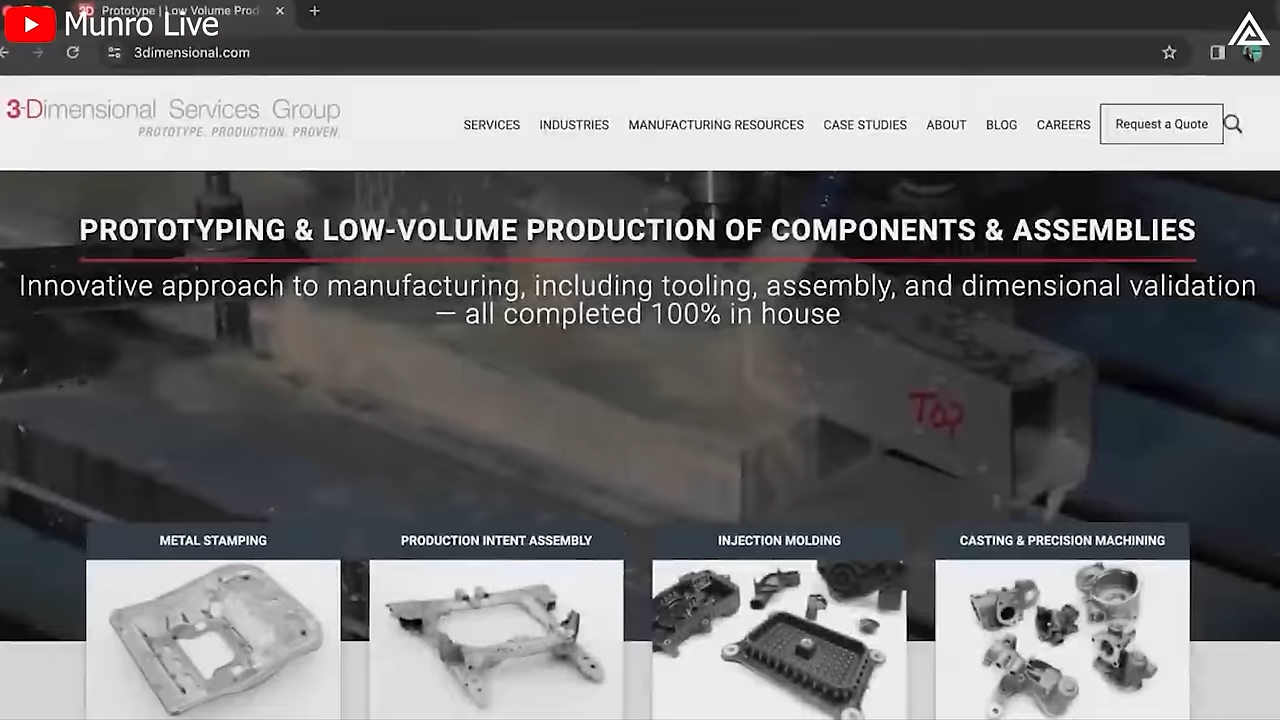 Prototype | Low Volume Prod
Munro Live
3dimensional.com
3-Dimensional Services Group
PROTOTYPE. PRODUCTION. PROVEN.
SERVICES INDUSTRIES MANUFACTURING RESOURCES CASE STUDIES ABOUT BLOG CAREERS Request a Quote
PROTOTYPING & LOW-VOLUME PRODUCTION OF COMPONENTS & ASSEMBLIES
Innovative approach to manufacturing, including tooling, assembly, and dimensional validation
— all completed 100% in house
TOP
METAL STAMPING PRODUCTION INTENT ASSEMBLY INJECTION MOLDING CASTING & PRECISION MACHINING